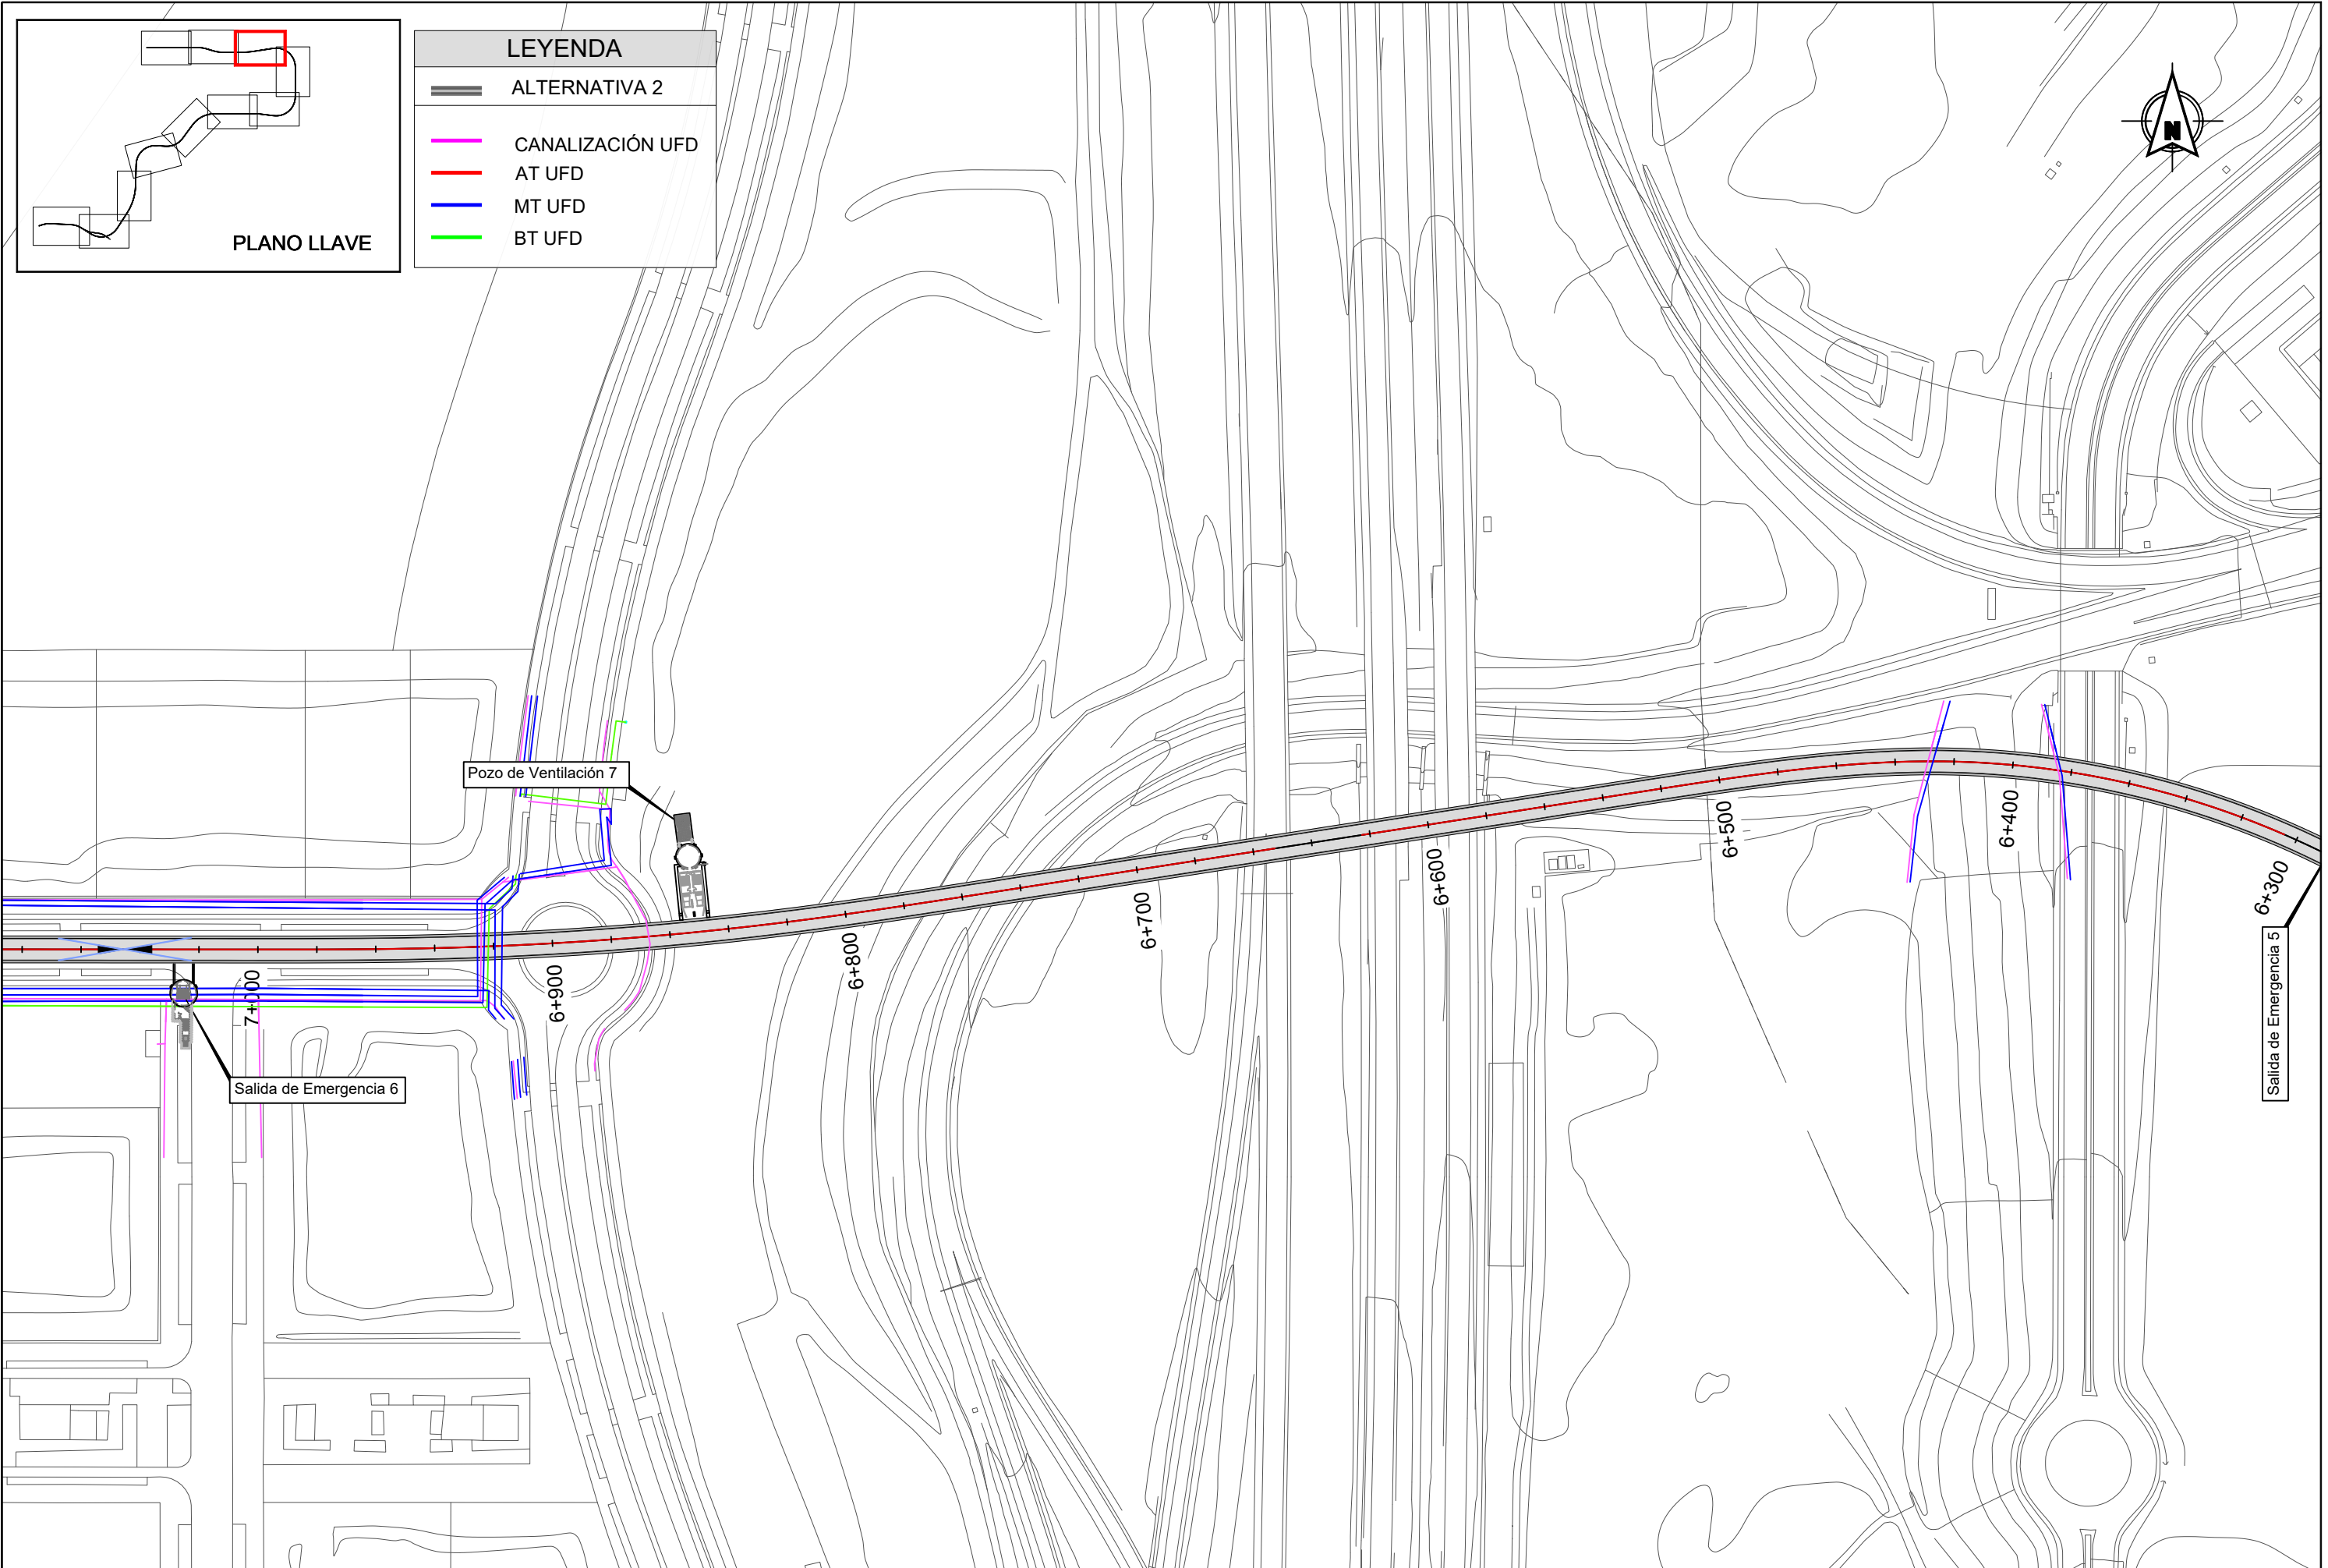 PLANO LLAVE
LEYENDA
ALTERNATIVA 2
CANALIZACIÓN UFD
AT UFD
MT UFD
BT UFD
N
Pozo de Ventilación 7
Salida de Emergencia 6
7+000
6+900
6+800
6+700
6+600
6+500
6+400
6+300
Salida de Emergencia 5